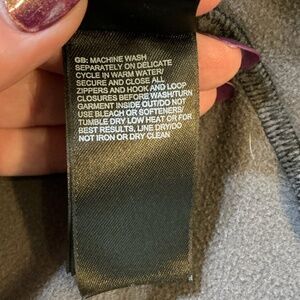 GB: MACHINE WASH
SEPARATELY ON DELICATE
CYCLE IN WARM WATER/
SECURE AND CLOSE ALL
ZIPPERS AND HOOK AND LOOP
CLOSURES BEFORE WASH/TURN
GARMENT INSIDE OUT/DO NOT
USE BLEACH OR SOFTENERS/
TUMBLE DRY LOW HEAT OR FOR
BEST RESULTS, LINE DRY/DO
NOT IRON OR DRY CLEAN